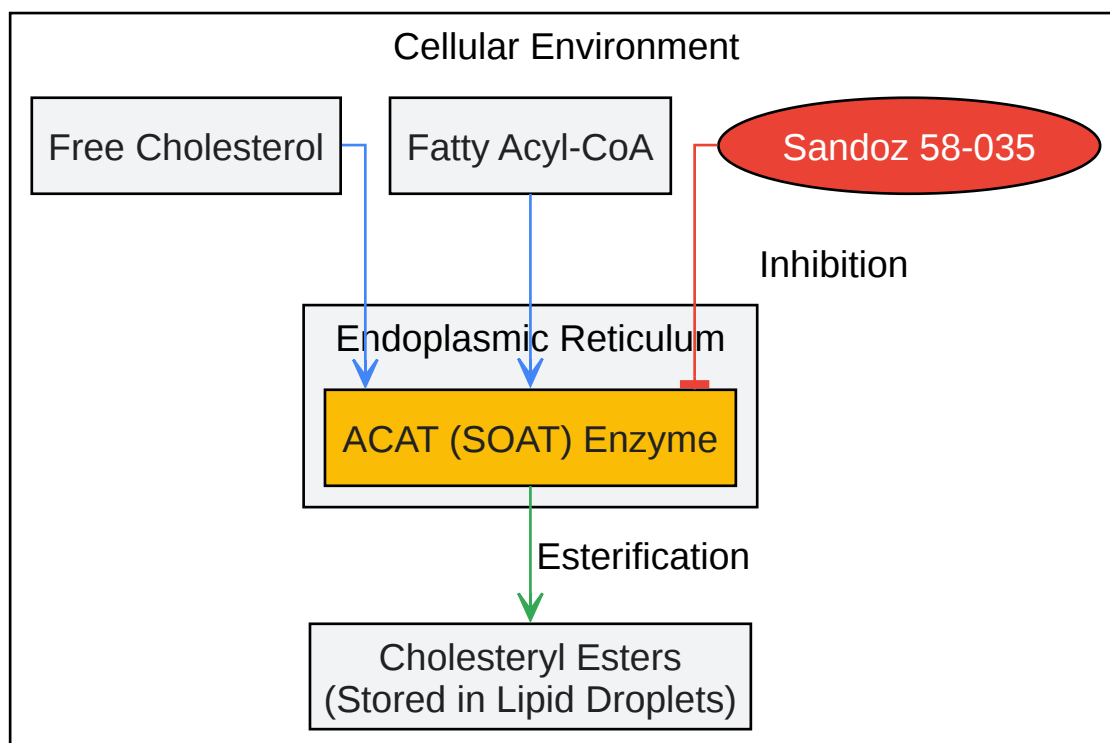 Cellular Environment
Free Cholesterol
Fatty Acyl-CoA
Sandoz 58-035
Inhibition
Endoplasmic Reticulum
ACAT (SOAT) Enzyme
Esterification
Cholesteryl Esters
(Stored in Lipid Droplets)